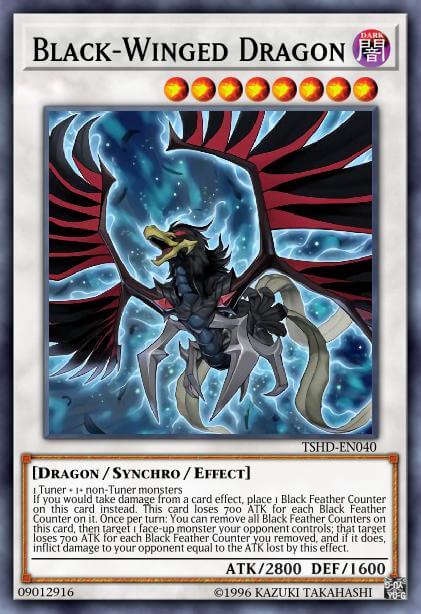 Black-Winged Dragon
DARK
闇
TSHD-EN040
[Dragon / Synchro / Effect]
1 Tuner + 1+ non-Tuner monsters
If you would take damage from a card effect, place 1 Black Feather Counter
on this card instead. This card loses 700 ATK for each Black Feather
Counter on it. Once per turn: You can remove all Black Feather Counters on
this card, then target 1 face-up monster your opponent controls; that target
loses 700 ATK for each Black Feather Counter you removed, and if it does,
inflict damage to your opponent equal to the ATK lost by this effect.
ATK/2800 DEF/1600
09012916
©1996 KAZUKI TAKAHASHI